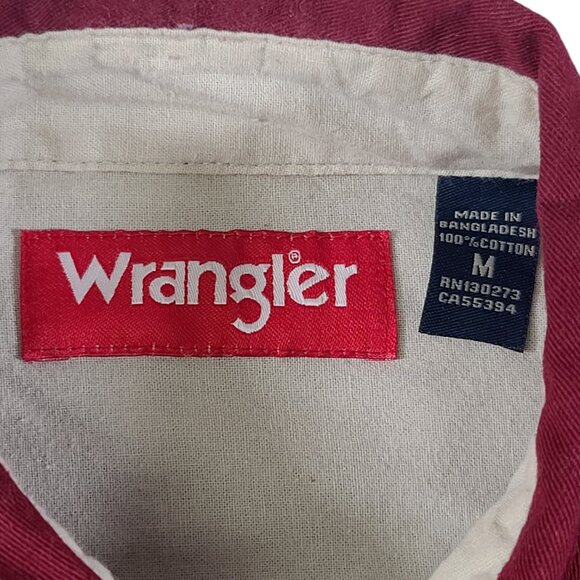 Wrangler®
MADE IN
BANGLADESH
100% COTTON
M
RN130273
CA55394